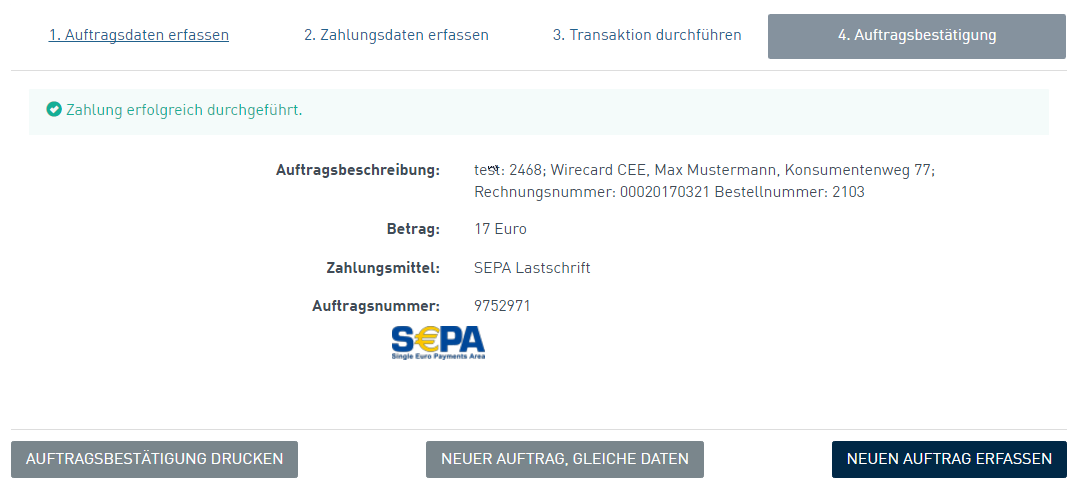 1. Auftragsdaten erfassen 2. Zahlungsdaten erfassen 3. Transaktion durchführen 4. Auftragsbestätigung
Zahlung erfolgreich durchgeführt.
Auftragsbeschreibung: test: 2468; Wirecard CEE, Max Mustermann, Konsumentenweg 77;
Rechnungsnummer: 00020170321 Bestellnummer: 2103
Betrag: 17 Euro
Zahlungsmittel: SEPA Lastschrift
Auftragsnummer: 9752971
S€PA
Single Euro Payments Area
AUFTRAGSBESTÄTIGUNG DRUCKEN NEUER AUFTRAG, GLEICHE DATEN NEUEN AUFTRAG ERFASSEN